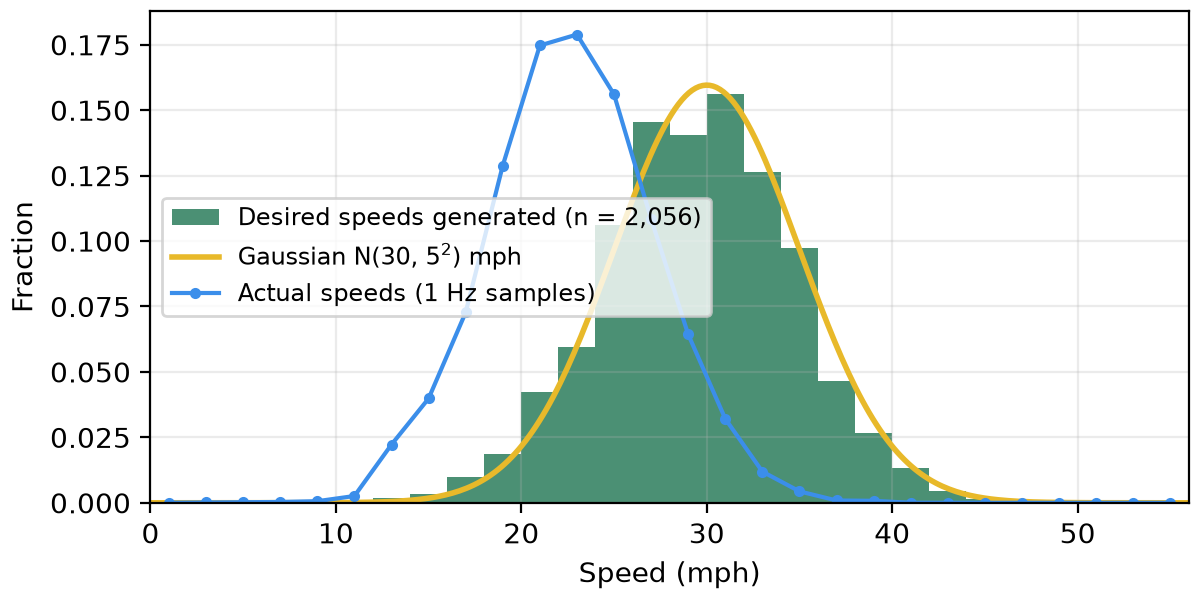 0.175
0.150
0.125
0.100
0.075
0.050
0.025
0.000
Fraction
Desired speeds generated (n = 2,056)
Gaussian N(30, 5²) mph
Actual speeds (1 Hz samples)
0 10 20 30 40 50
Speed (mph)